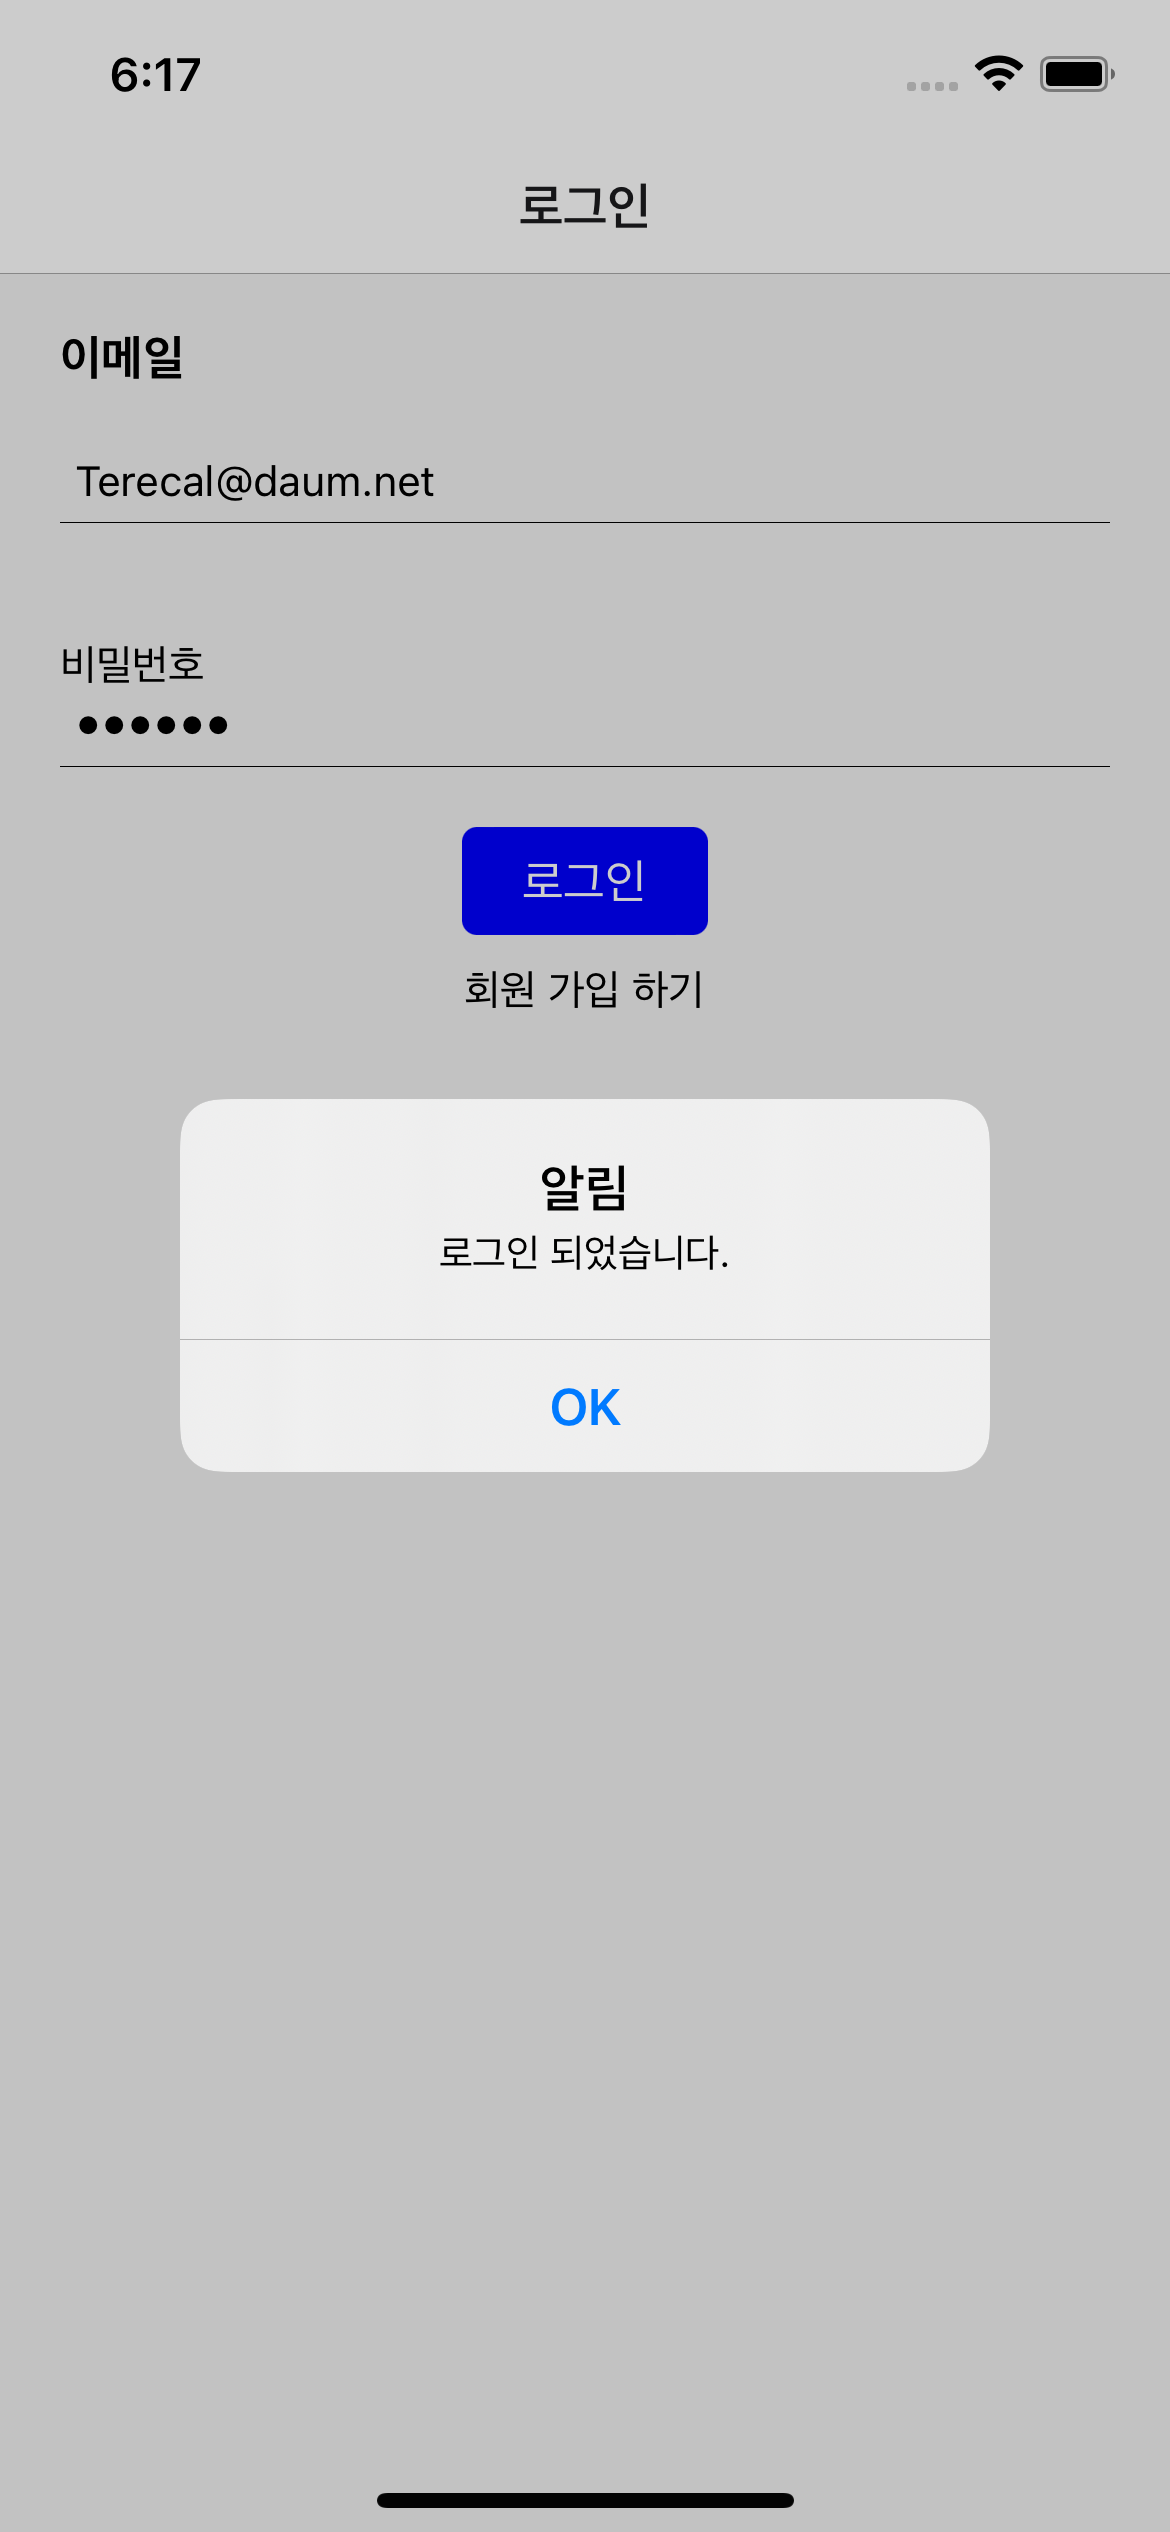 6:17
로그인
이메일
Terecal@daum.net
비밀번호
••••••
로그인
회원 가입 하기
알림
로그인 되었습니다.
OK